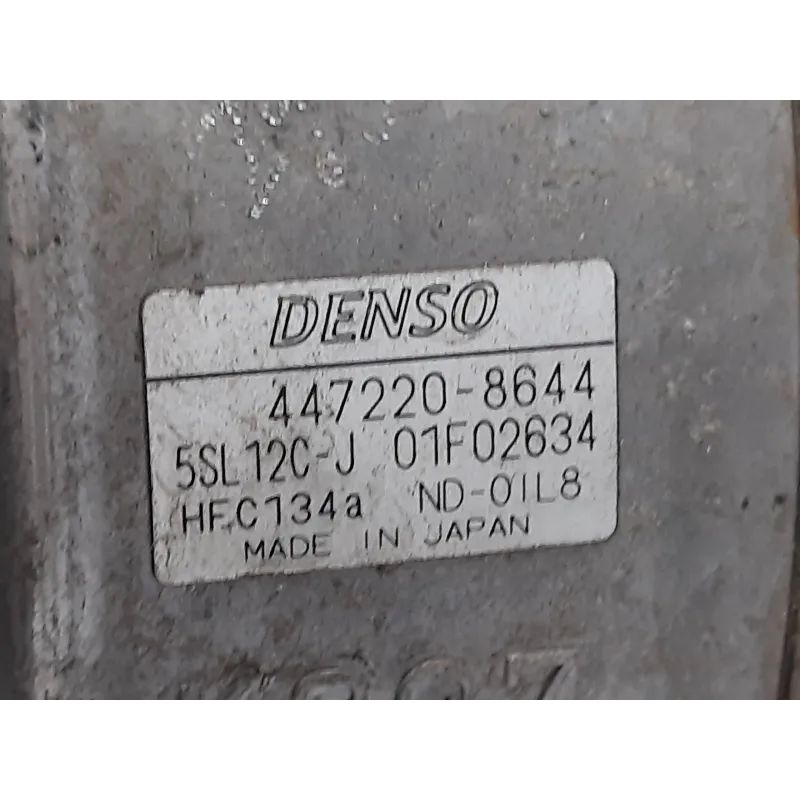 DENSO
447220-8644
5SL12C-J 01F02634
HFC134a ND-OIL8
MADE IN JAPAN